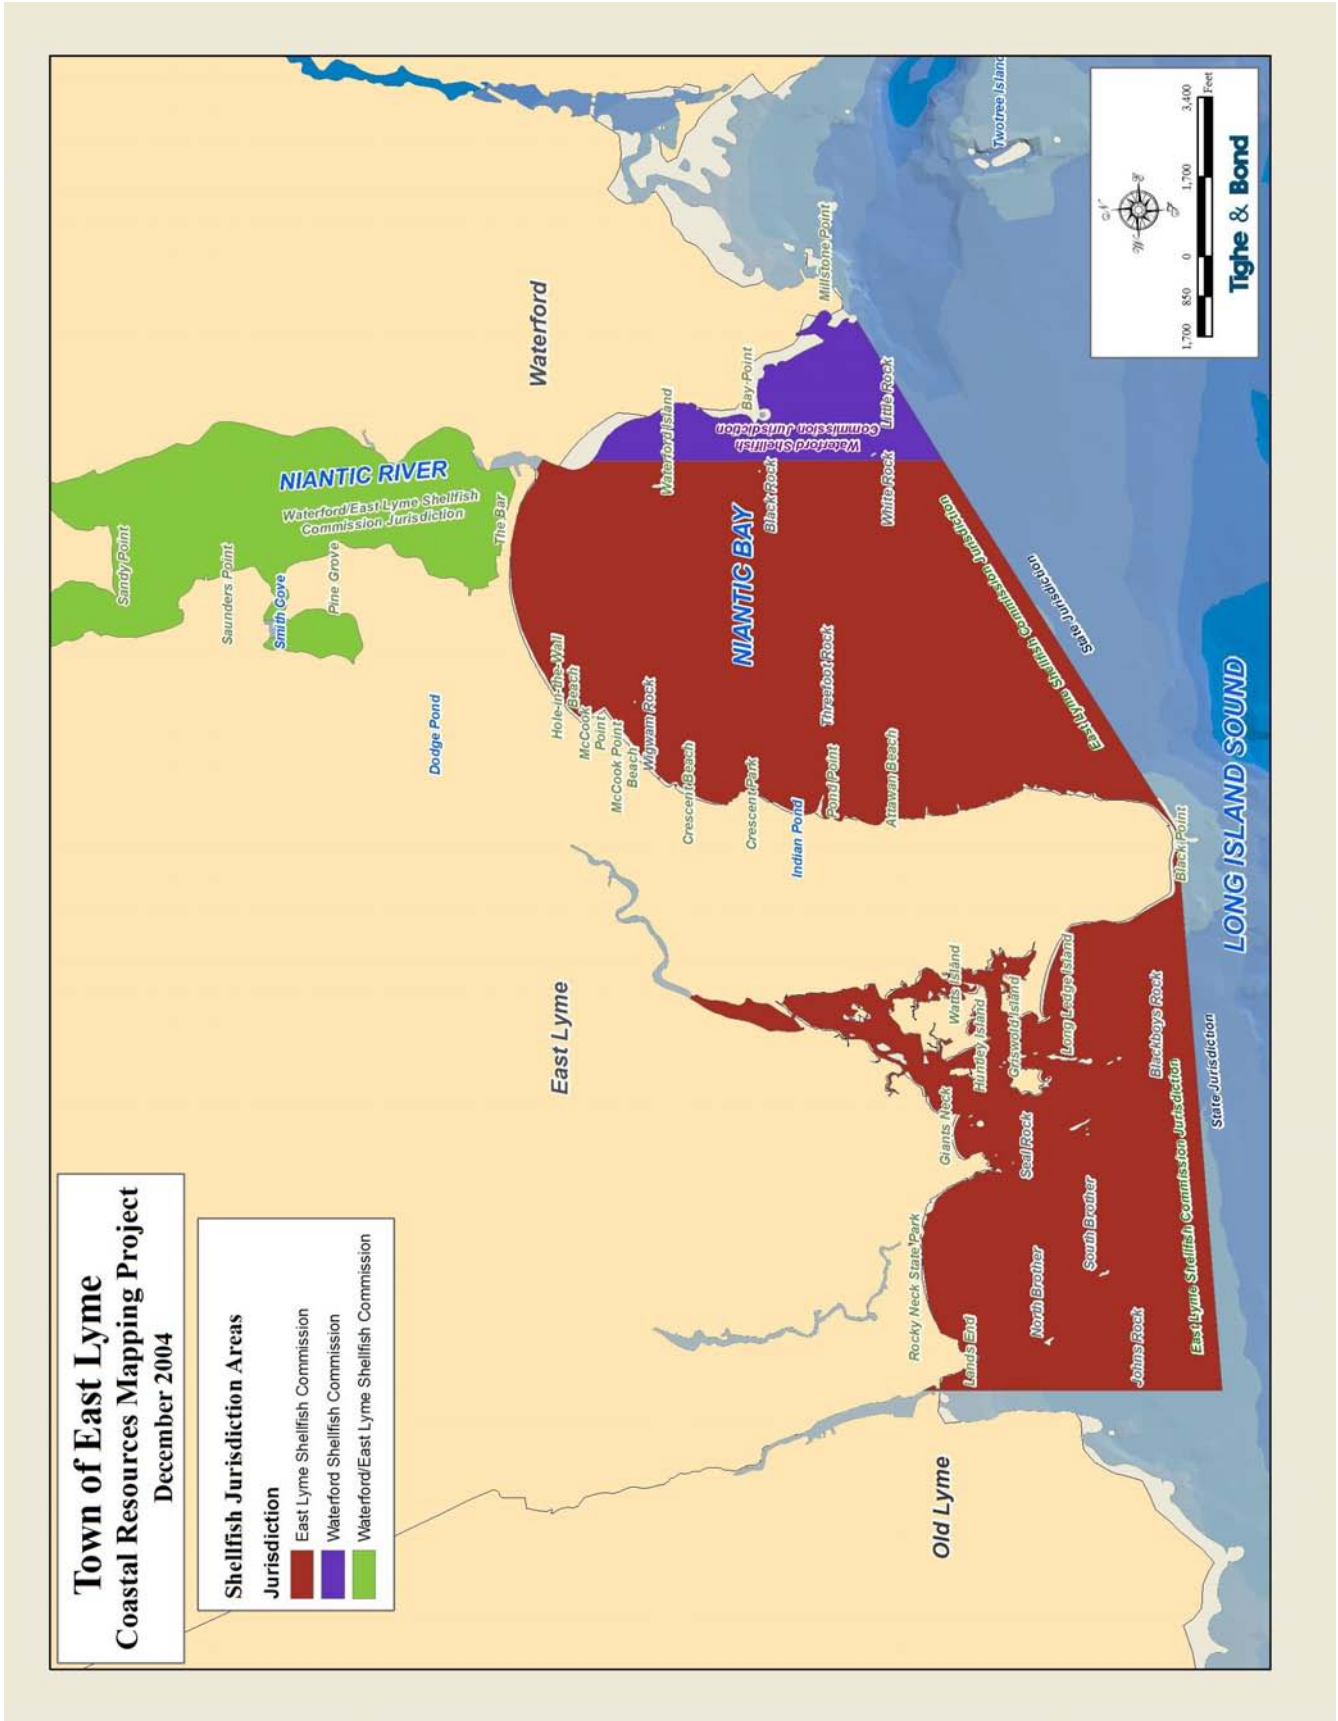 Town of East Lyme
Coastal Resources Mapping Project
December 2004
Shellfish Jurisdiction Areas
Jurisdiction
East Lyme Shellfish Commission
Waterford Shellfish Commission
Waterford/East Lyme Shellfish Commission
Sandy Point
Saunders Point
Smith Cove
Pine Grove
NIANTIC RIVER
Waterford/East Lyme Shellfish
Commission Jurisdiction
The Bar
Dodge Pond
Waterford
East Lyme
Old Lyme
Hole-in-the-Wall
Beach
McCook
Point
McCook Point
Beach
Wigwam Rock
Crescent Beach
Crescent Park
Indian Pond
Pond Point
Threefoot Rock
Attawan Beach
NIANTIC BAY
Waterford Island
Bay Point
Black Rock
Waterford Shellfish
Commission Jurisdiction
White Rock
Little Rock
Millstone Point
Twotree Island
East Lyme Shellfish Commission Jurisdiction
State Jurisdiction
Black Point
LONG ISLAND SOUND
Rocky Neck State Park
Lands End
Giants Neck
Watts Island
Huntley Island
Griswold Island
Long Ledge Island
Seal Rock
North Brother
South Brother
Johns Rock
Blackboys Rock
East Lyme Shellfish Commission Jurisdiction
State Jurisdiction
N
W
E
S
1,700
850
0
1,700
3,400
Feet
Tighe & Bond